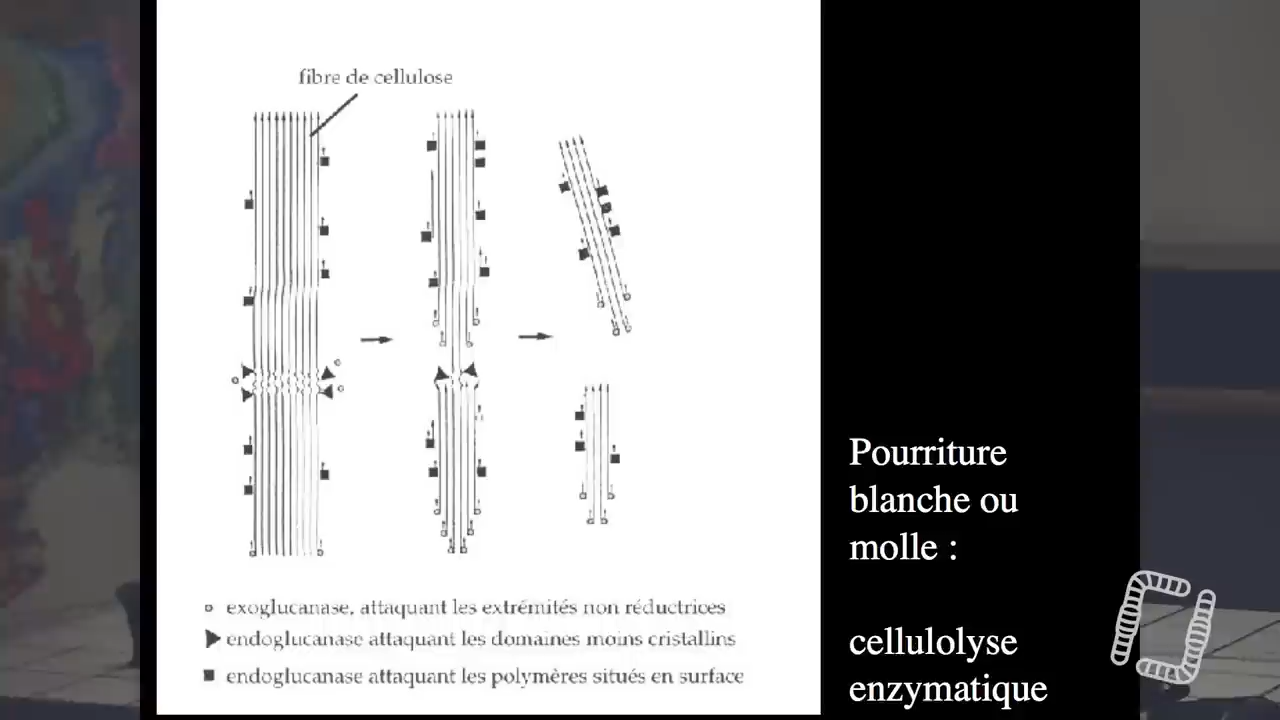 fibre de cellulose
exoglucanase, attaquant les extrémités non réductrices
endoglucanase attaquant les domaines moins cristallins
endoglucanase attaquant les polymères situés en surface
Pourriture
blanche ou
molle :
cellulolyse
enzymatique